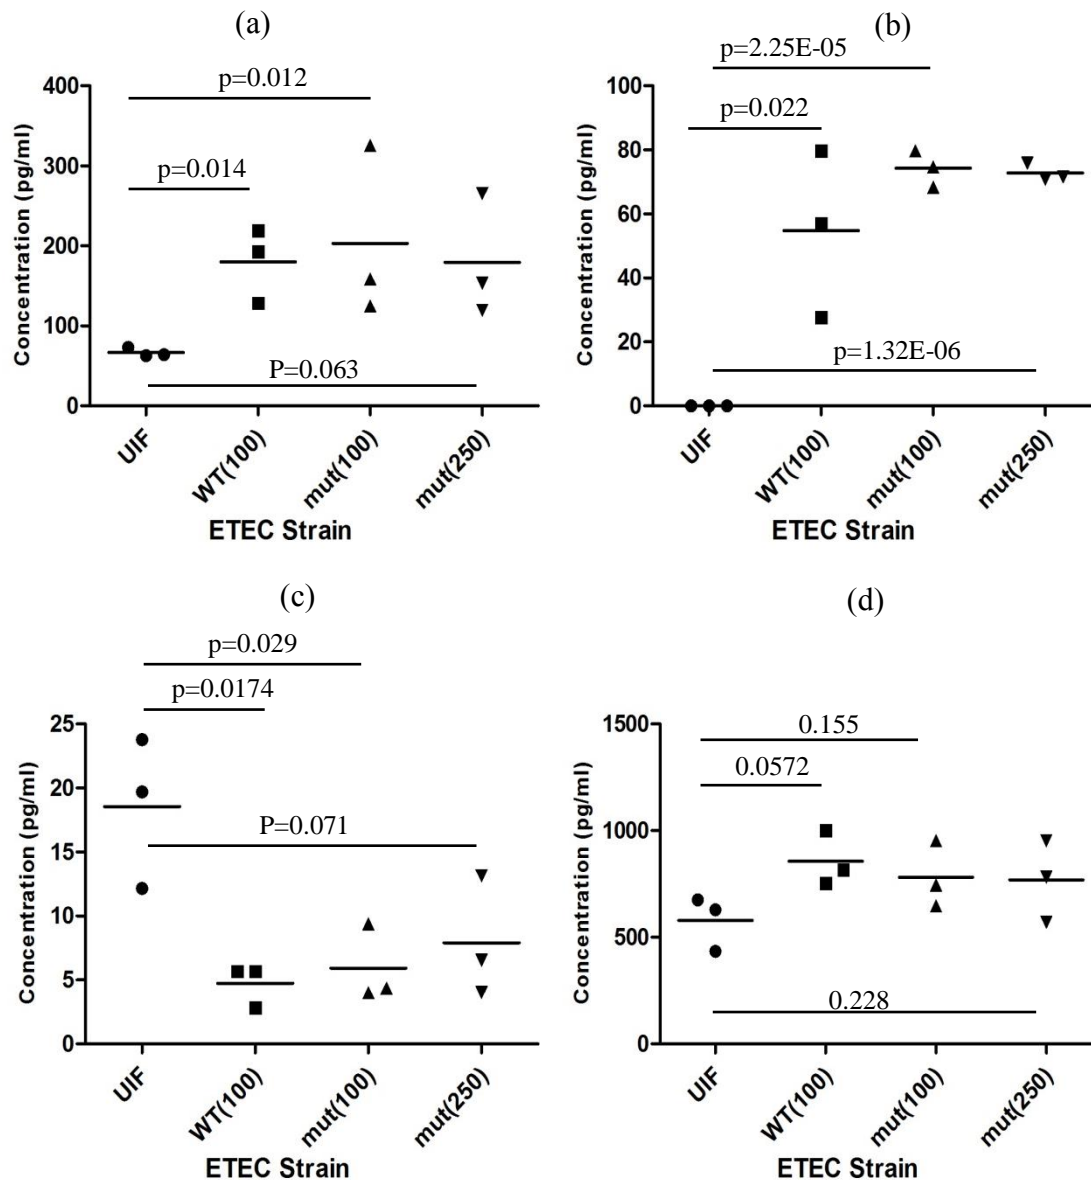 (a)
p=0.012
p=0.014
P=0.063
400
300
200
100
0
Concentration (pg/ml)
UIF
WT(100)
mut(100)
mut(250)
ETEC Strain
(b)
p=2.25E-05
p=0.022
p=1.32E-06
100
80
60
40
20
0
Concentration (pg/ml)
UIF
WT(100)
mut(100)
mut(250)
ETEC Strain
(c)
p=0.029
p=0.0174
P=0.071
25
20
15
10
5
0
Concentration (pg/ml)
UIF
WT(100)
mut(100)
mut(250)
ETEC Strain
(d)
0.155
0.0572
0.228
1500
1000
500
0
Concentration (pg/ml)
UIF
WT(100)
mut(100)
mut(250)
ETEC Strain